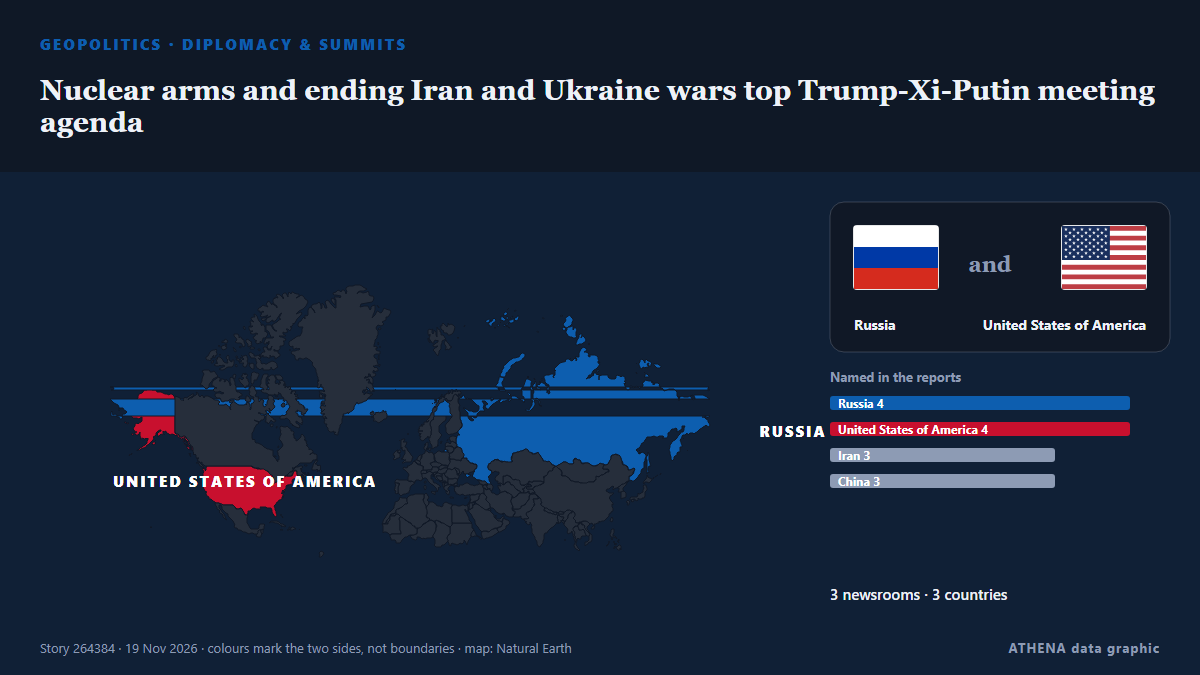 GEOPOLITICS · DIPLOMACY & SUMMITS
Nuclear arms and ending Iran and Ukraine wars top Trump-Xi-Putin meeting
agenda
and
Russia
United States of America
Named in the reports
Russia 4
RUSSIA
United States of America 4
Iran 3
China 3
UNITED STATES OF AMERICA
3 newsrooms · 3 countries
Story 264384 · 19 Nov 2026 · colours mark the two sides, not boundaries · map: Natural Earth
ATHENA data graphic